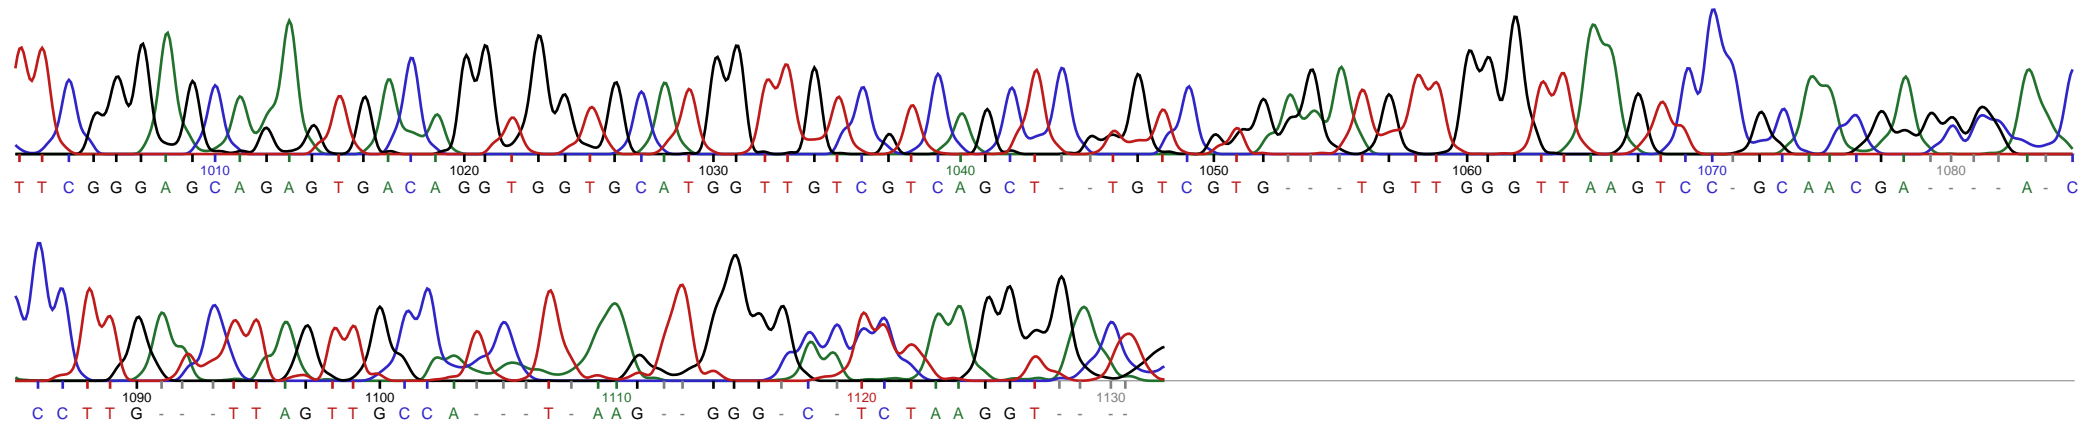 1010 1020 1030 1040 1050 1060 1070 1080
T T C G G G A G C A G A G T G A C A G G T G G T G C A T G G T T G T C G T C A G C T - - T G T C G T G - - - T G T T G G G T T A A G T C C - G C A A C G A - - - - A - C
1090 1100 1110 1120 1130
C C T T G - - - T T A G T T G C C A - - - T - A A G - - G G G - C - T C T A A G G T - - - -